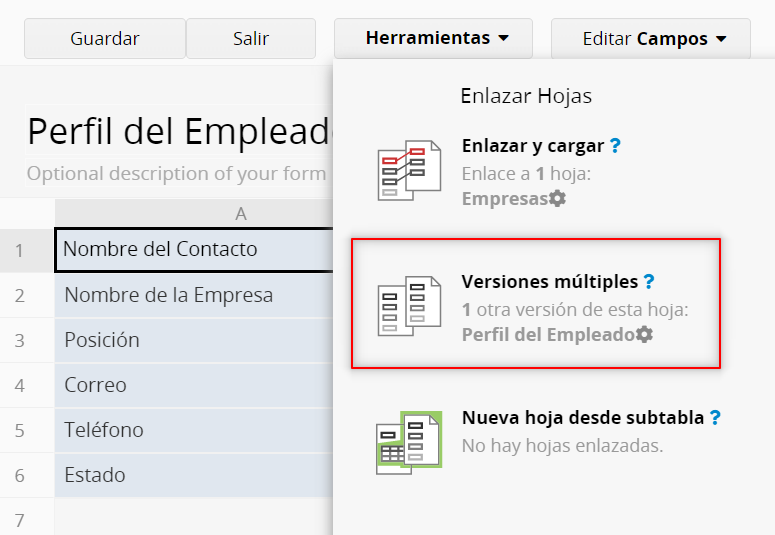 Guardar Salir Herramientas Editar Campos
Enlazar Hojas
Perfil del Emplead
Optional description of your form
Enlazar y cargar ?
Enlace a 1 hoja:
Empresas
Versiones múltiples ?
1 otra versión de esta hoja:
Perfil del Empleado
Nueva hoja desde subtabla ?
No hay hojas enlazadas.
A
1 Nombre del Contacto
2 Nombre de la Empresa
3 Posición
4 Correo
5 Teléfono
6 Estado
7